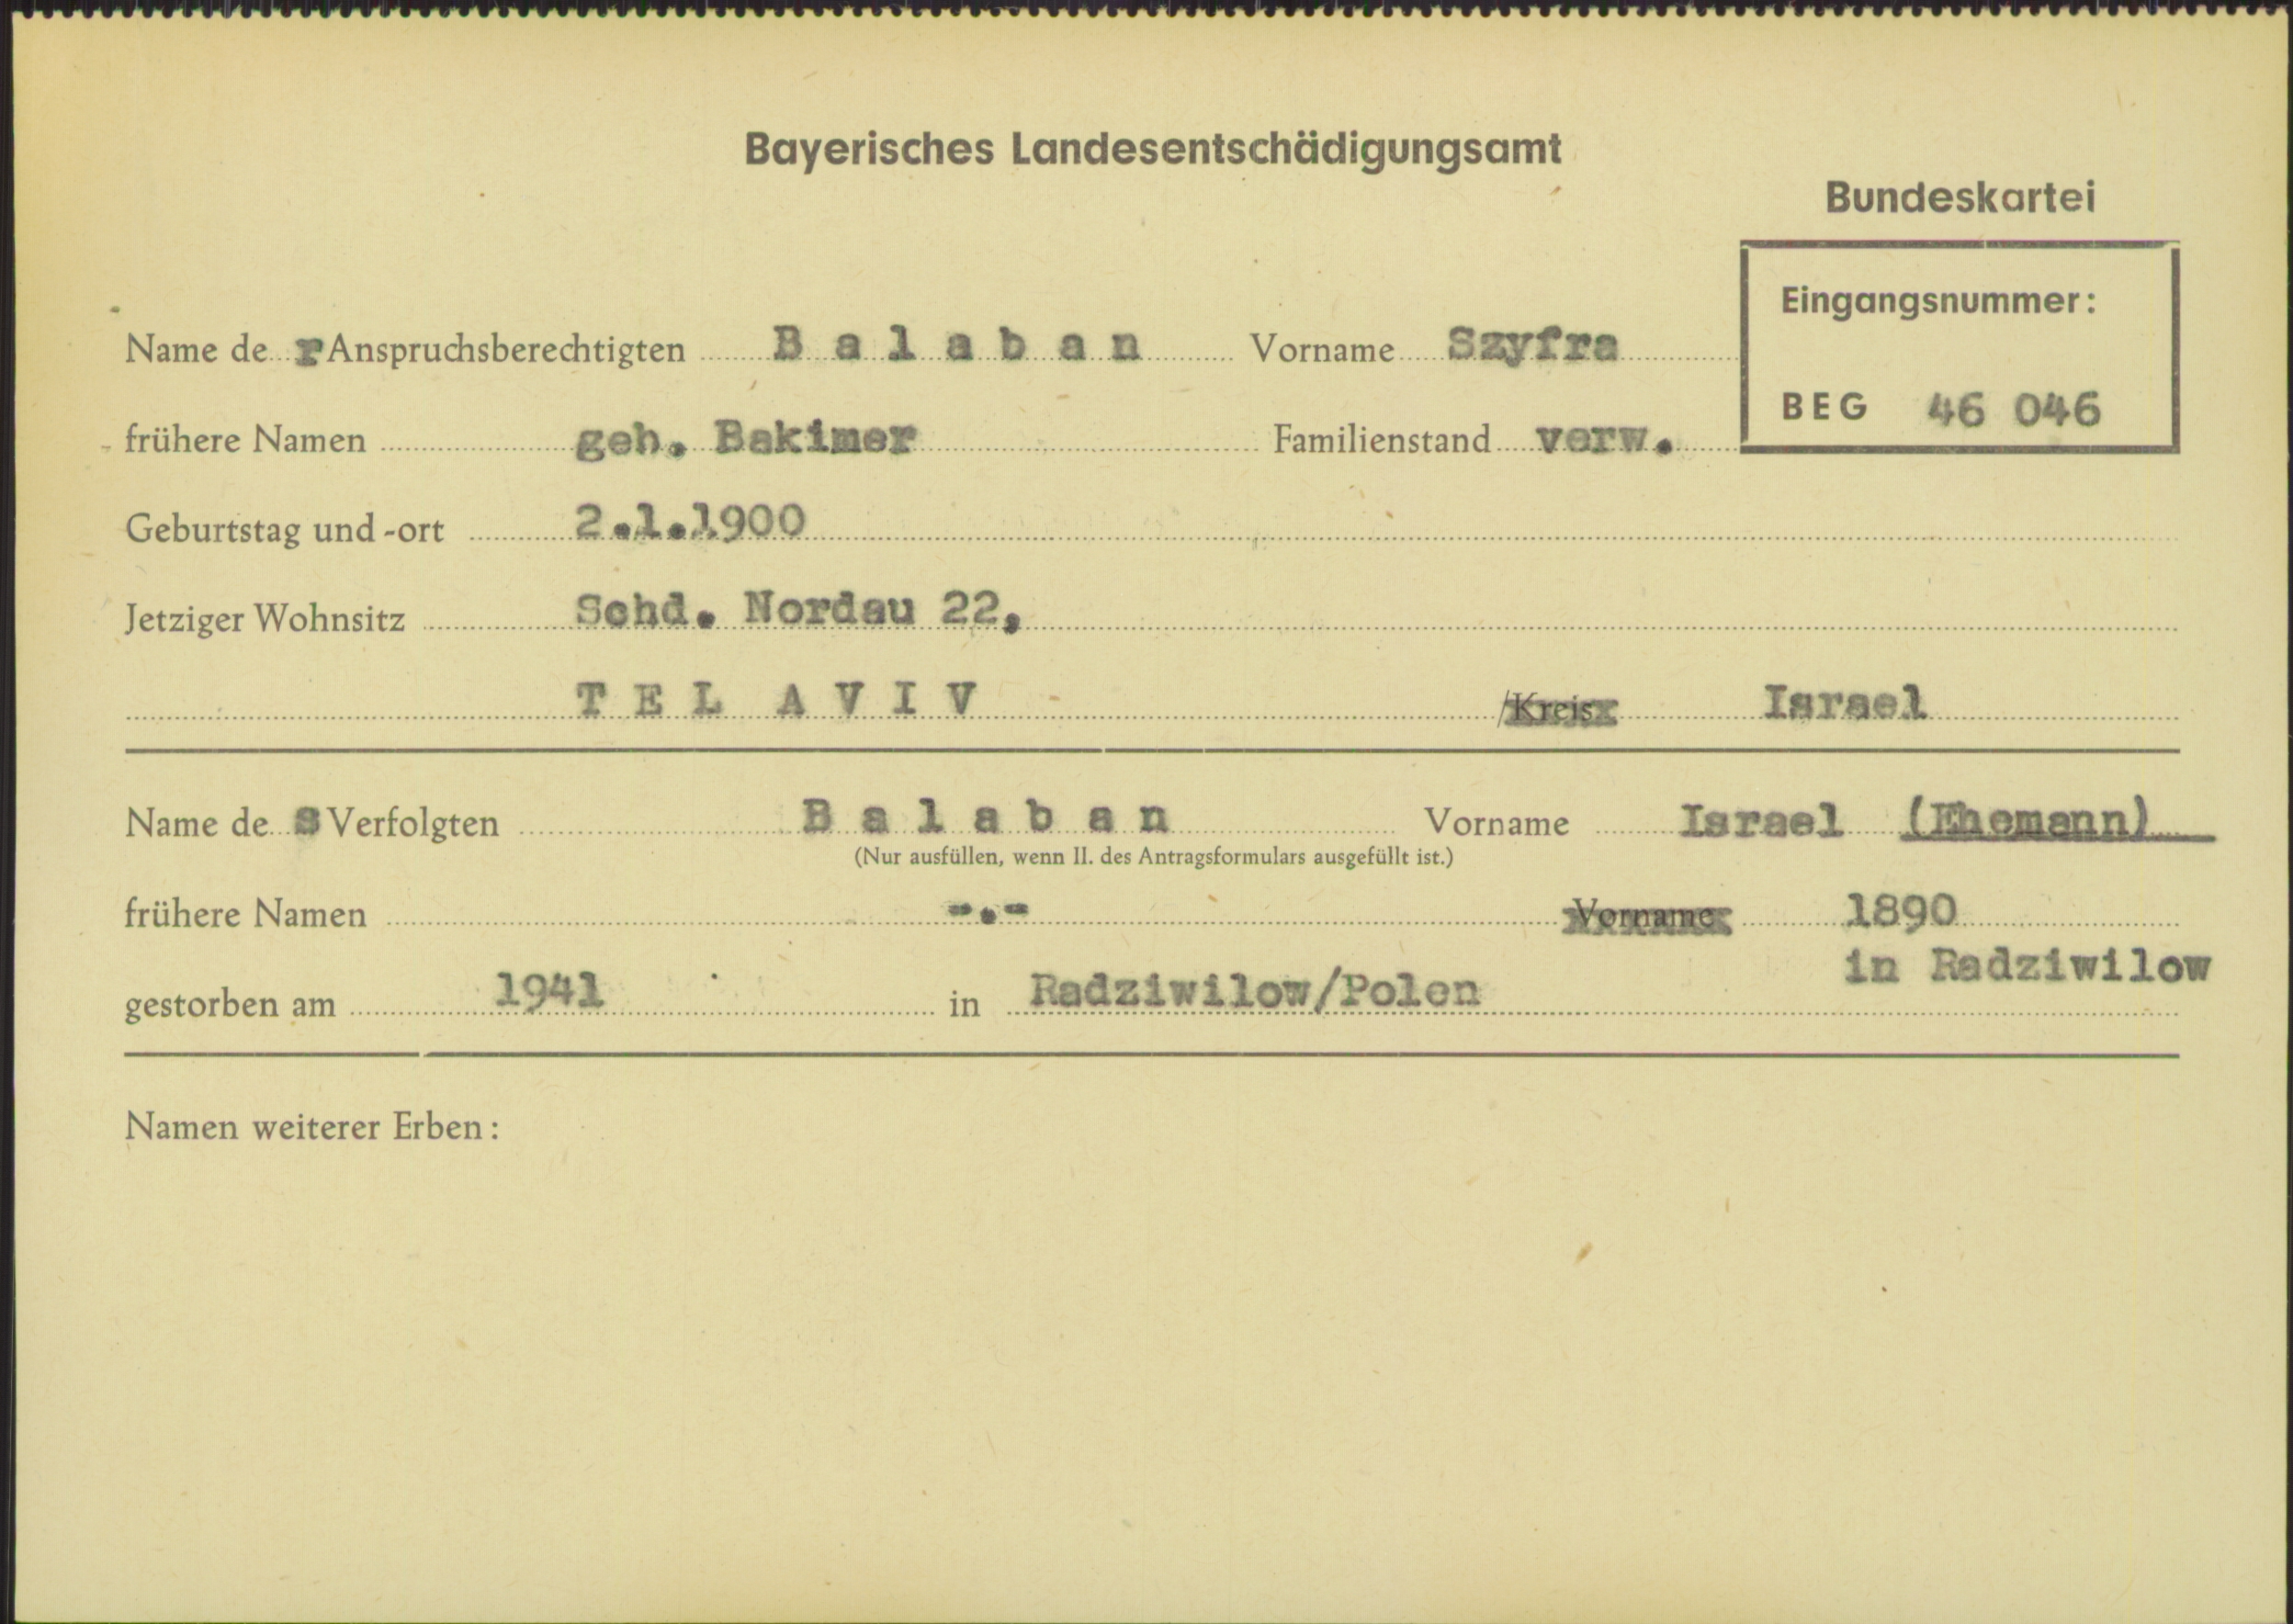 Bayerisches Landesentschädigungsamt
Bundeskartei
Eingangsnummer:
BEG 46 046
Name de r Anspruchsberechtigten B a l a b a n Vorname Szyfra
frühere Namen geb. Bakimer Familienstand verw.
Geburtstag und -ort 2.1.1900
Jetziger Wohnsitz Schd. Nordau 22,
T E L A V I V /Kreis Israel
Name de s Verfolgten B a l a b a n Vorname Israel (Ehemann)
(Nur ausfüllen, wenn II. des Antragsformulars ausgefüllt ist.)
frühere Namen -.- Vorname 1890
in Radziwilow
gestorben am 1941 in Radziwilow/Polen
Namen weiterer Erben: